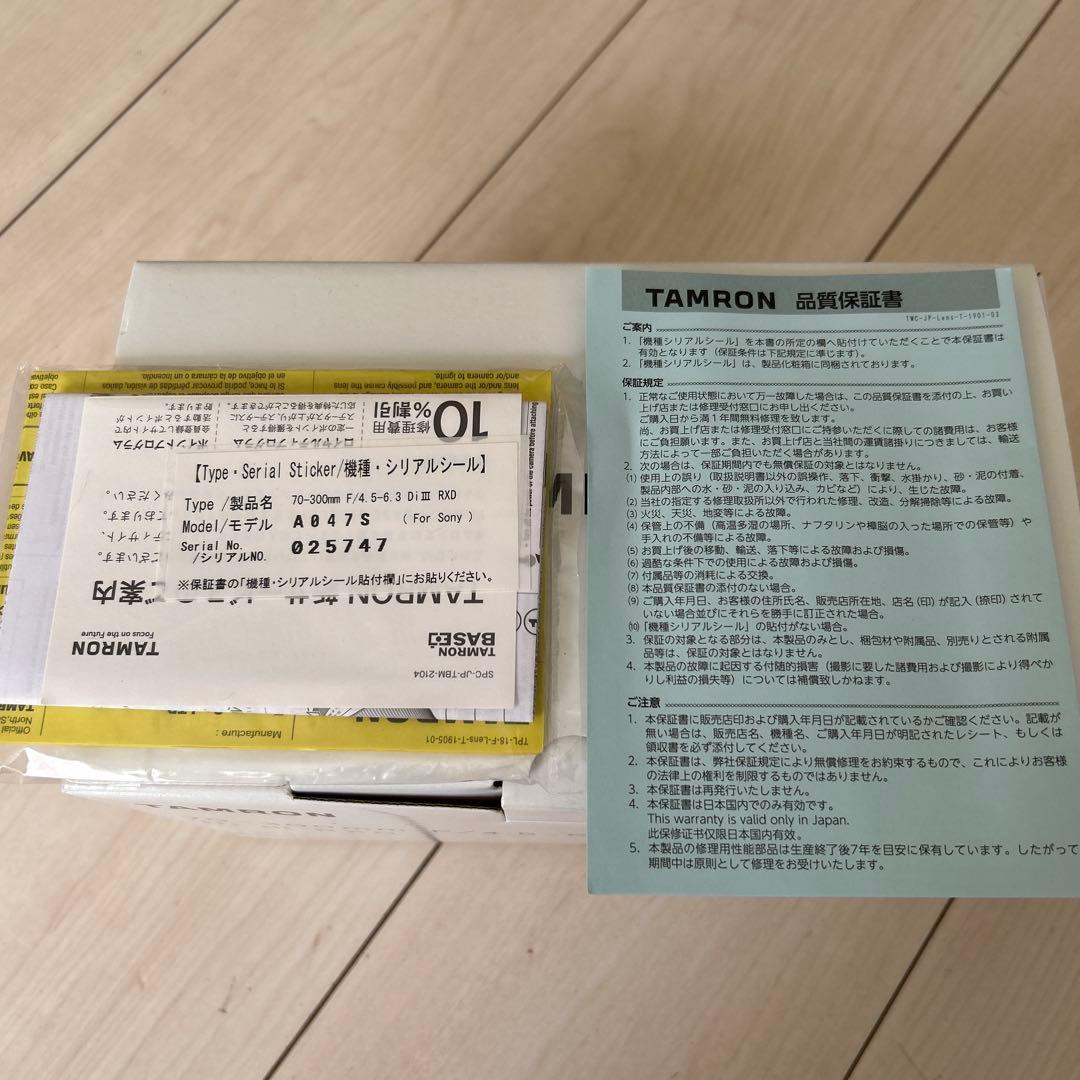 TAMRON 品質保証書
TWC-JP-Lens-T-1901-03
ご案内
1. 「機種シリアルシール」を本書の所定の欄へ貼付けていただくことで本保証書は
有効となります（保証条件は下記規定に準じます）。
2. 「機種シリアルシール」は、製品化粧箱に同梱されております。
保証規定
1. 正常なご使用状態において万一故障した場合は、この品質保証書を添付の上、お買い
上げ店または修理受付窓口にお申し出ください。
ご購入日から満1年間無料修理を致します。
尚、お買上げ店または修理受付窓口にご持参いただくに際しての諸費用は、お客様
にご負担願います。また、お買上げ店と当社間の運賃諸掛りにつきましては、輸送
方法によって一部ご負担いただく場合があります。
2. 次の場合は、保証期間内でも無償保証の対象とはなりません。
(1) 使用上の誤り（取扱説明書以外の誤操作、落下、衝撃、水掛かり、砂・泥の付着、
製品内部への水・砂・泥の入り込み、カビなど）により、生じた故障。
(2) 当社の指定する修理取扱所以外で行われた修理、改造、分解掃除等による故障。
(3) 火災、天災、地変等による故障。
(4) 保管上の不備（高温多湿の場所、ナフタリンや樟脳の入った場所での保管等）や
手入れの不備等による故障。
(5) お買上げ後の移動、輸送、落下等による故障および損傷。
(6) 過酷な条件下での使用による故障および損傷。
(7) 付属品等の消耗による交換。
(8) 本品質保証書の添付のない場合。
(9) ご購入年月日、お客様の住所氏名、販売店所在地、店名(印)が記入(捺印)されて
いない場合並びにそれらを勝手に訂正された場合。
(10) 「機種シリアルシール」の貼付がない場合。
3. 保証の対象となる部分は、本製品のみとし、梱包材や付属品、別売りとされる附属
品等は、保証の対象とはなりません。
4. 本製品の故障に起因する付随的損害（撮影に要した諸費用および撮影により得べか
りし利益の損失等）については補償致しかねます。
ご注意
1. 本保証書に販売店印および購入年月日が記載されているかご確認ください。記載が
無い場合は、販売店名、機種名、ご購入年月日が明記されたレシート、もしくは
領収書を必ず添付してください。
2. 本保証書は、弊社保証規定により無償修理をお約束するもので、これによりお客様
の法律上の権利を制限するものではありません。
3. 本保証書は再発行いたしません。
4. 本保証書は日本国内でのみ有効です。
This warranty is valid only in Japan.
此保修证书仅限日本国内有效。
5. 本製品の修理用性能部品は生産終了後7年を目安に保有しています。したがって
期間中は原則として修理をお受けいたします。
【Type・Serial Sticker/機種・シリアルシール】
Type /製品名 70-300mm F/4.5-6.3 DiⅢ RXD
Model/モデル A047S ( For Sony )
Serial No.
/シリアルNO. 025747
※保証書の「機種・シリアルシール貼付欄」にお貼りください。
修理費用
10%割引
ロイヤルティプログラム
ポイントプログラム
TAMRON
Focus on the Future
TAMRON
BASE
SPC-JP-TBM-2104
Manufacture :
TPL-18-F-Lens-T-1905-01
TAMRON